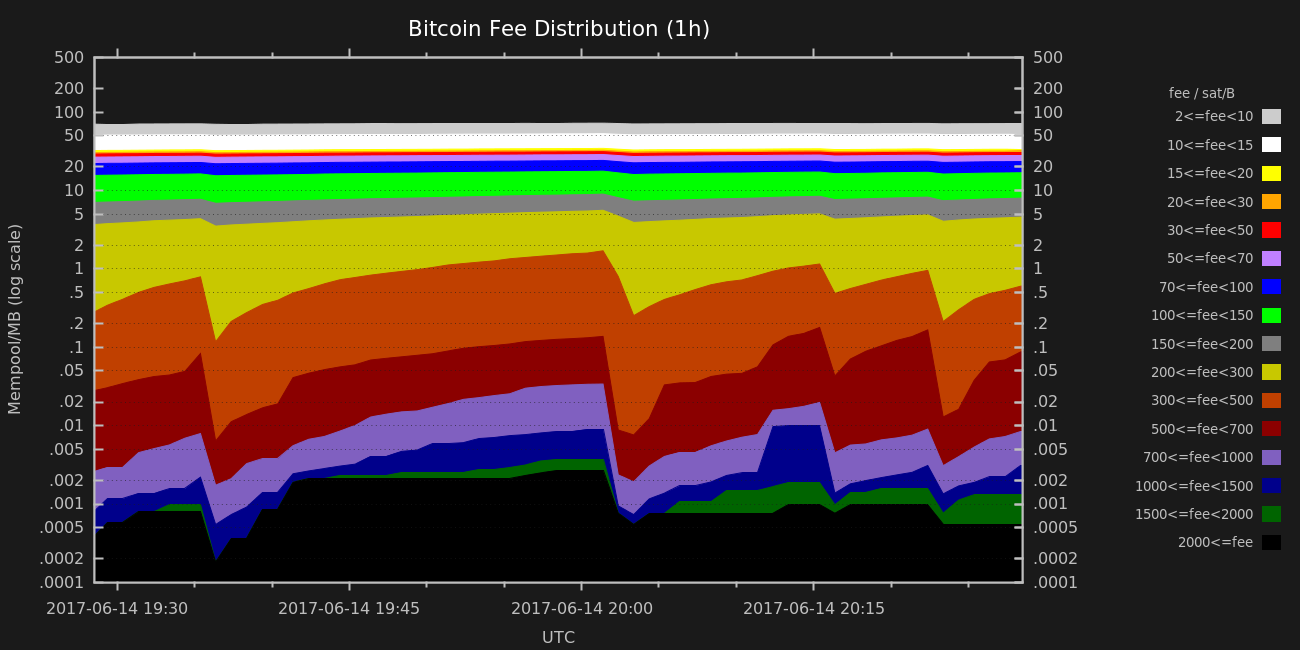 Bitcoin Fee Distribution (1h)
Mempool/MB (log scale)
500
200
100
50
20
10
5
2
1
.5
.2
.1
.05
.02
.01
.005
.002
.001
.0005
.0002
.0001
500
200
100
50
20
10
5
2
1
.5
.2
.1
.05
.02
.01
.005
.002
.001
.0005
.0002
.0001
2017-06-14 19:30
2017-06-14 19:45
2017-06-14 20:00
2017-06-14 20:15
UTC
fee / sat/B
2<=fee<10
10<=fee<15
15<=fee<20
20<=fee<30
30<=fee<50
50<=fee<70
70<=fee<100
100<=fee<150
150<=fee<200
200<=fee<300
300<=fee<500
500<=fee<700
700<=fee<1000
1000<=fee<1500
1500<=fee<2000
2000<=fee